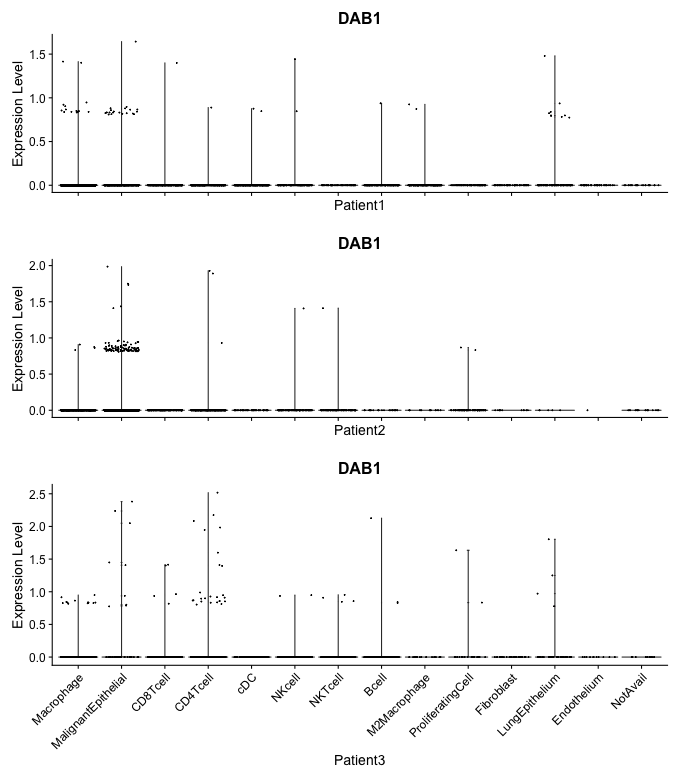 DAB1
Expression Level
1.5
1.0
0.5
0.0
Patient1
DAB1
Expression Level
2.0
1.5
1.0
0.5
0.0
Patient2
DAB1
Expression Level
2.5
2.0
1.5
1.0
0.5
0.0
Macrophage
MalignantEpithelial
CD8Tcell
CD4Tcell
cDC
NKcell
NKTcell
Bcell
M2Macrophage
ProliferatingCell
Fibroblast
LungEpithelium
Endothelium
NotAvail
Patient3